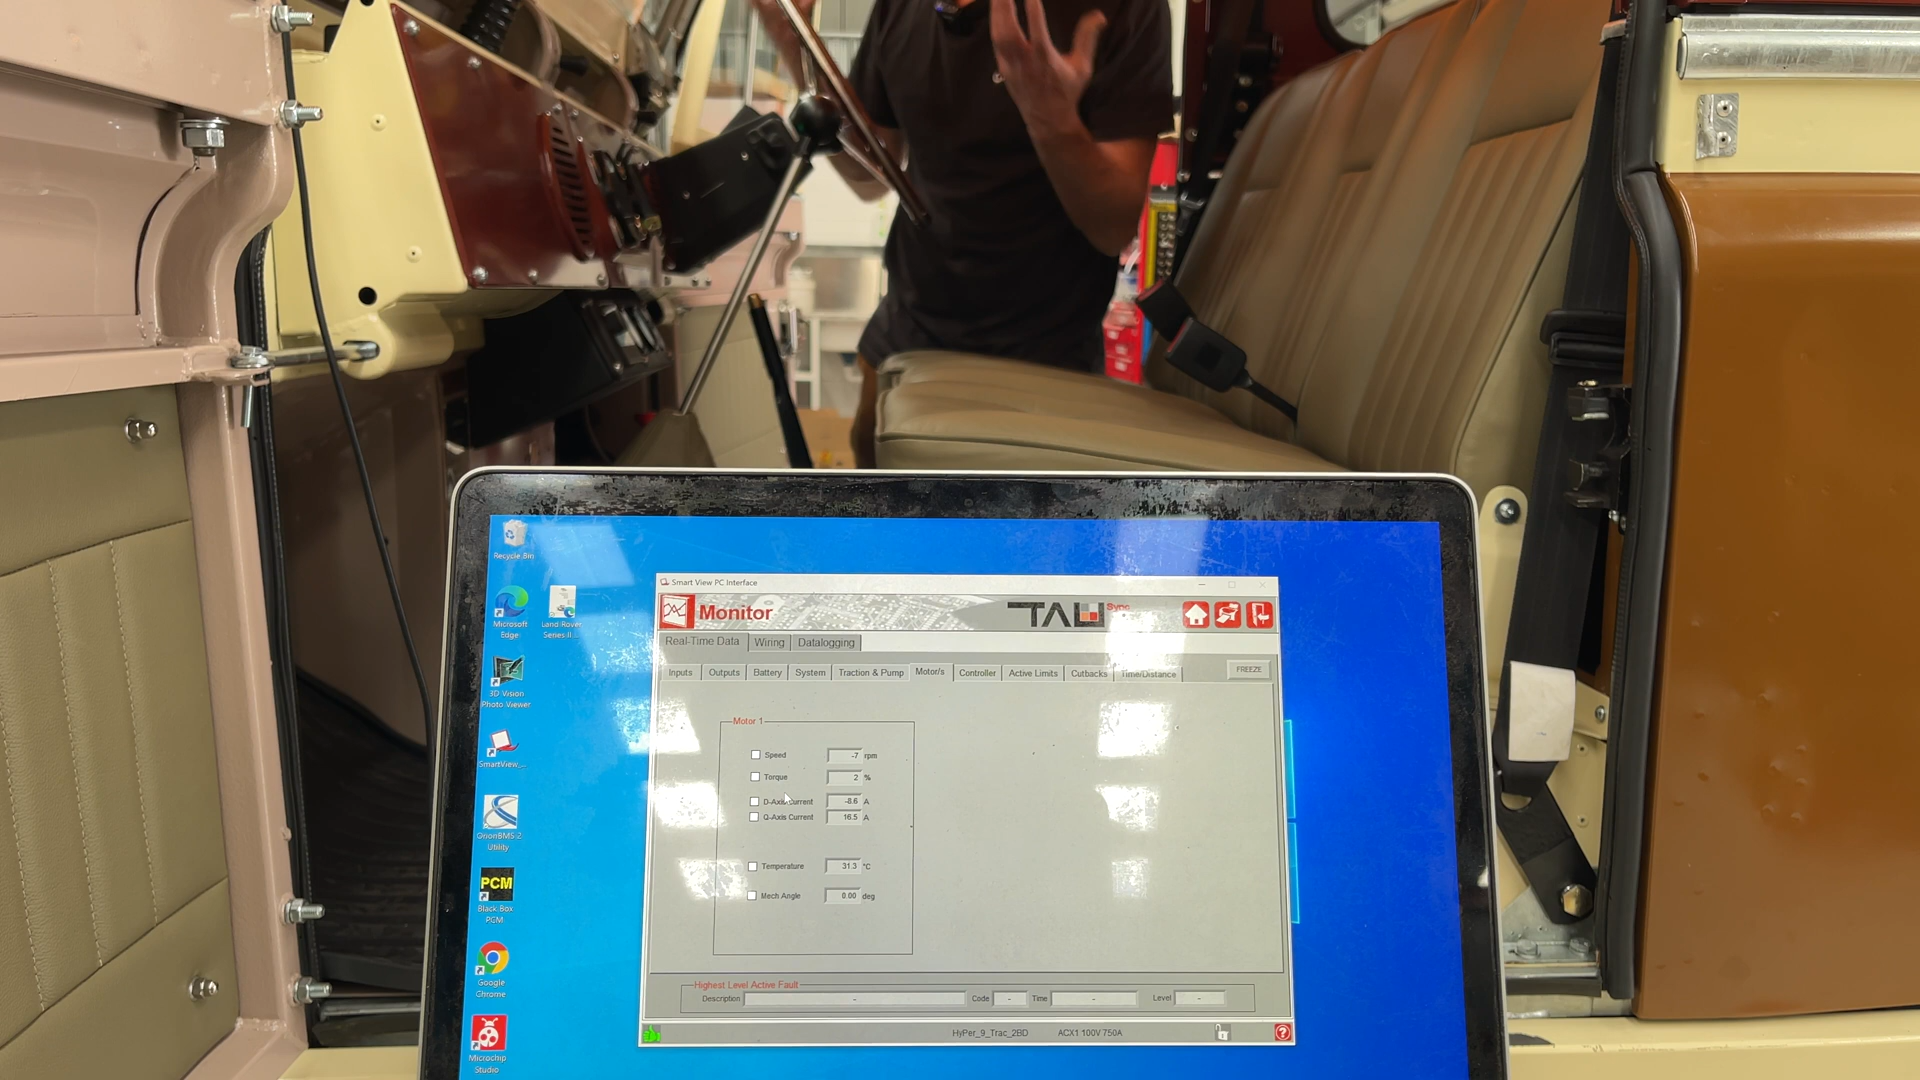 Recycle Bin
Microsoft
Edge
Land Rover
Series II...
3D Vision
Photo Viewer
SmartView_...
OrionBMS 2
Utility
PCM
Black Box
PCM
Google
Chrome
Microchip
Studio
Smart View PC Interface
Monitor
TAU Sync
Real-Time Data Wiring Datalogging
Inputs Outputs Battery System Traction & Pump Motor/s Controller Active Limits Cutbacks Time/Distance FREEZE
Motor 1
Speed -7 rpm
Torque 2 %
D-Axis Current -8.6 A
Q-Axis Current 16.5 A
Temperature 31.3 °C
Mech Angle 0.00 deg
Highest Level Active Fault
Description - Code - Time - Level -
HyPer_9_Trac_2BD ACX1 100V 750A